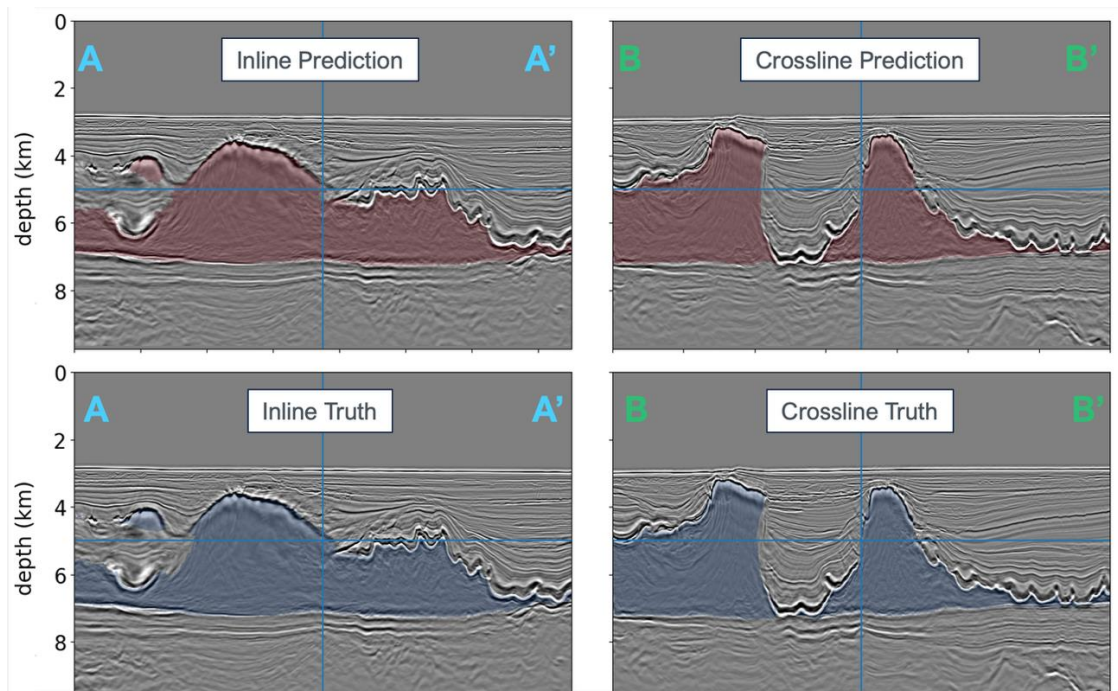 0
A
Inline Prediction
A'
B
Crossline Prediction
B'
2
4
6
8
depth (km)
0
A
Inline Truth
A'
B
Crossline Truth
B'
2
4
6
8
depth (km)